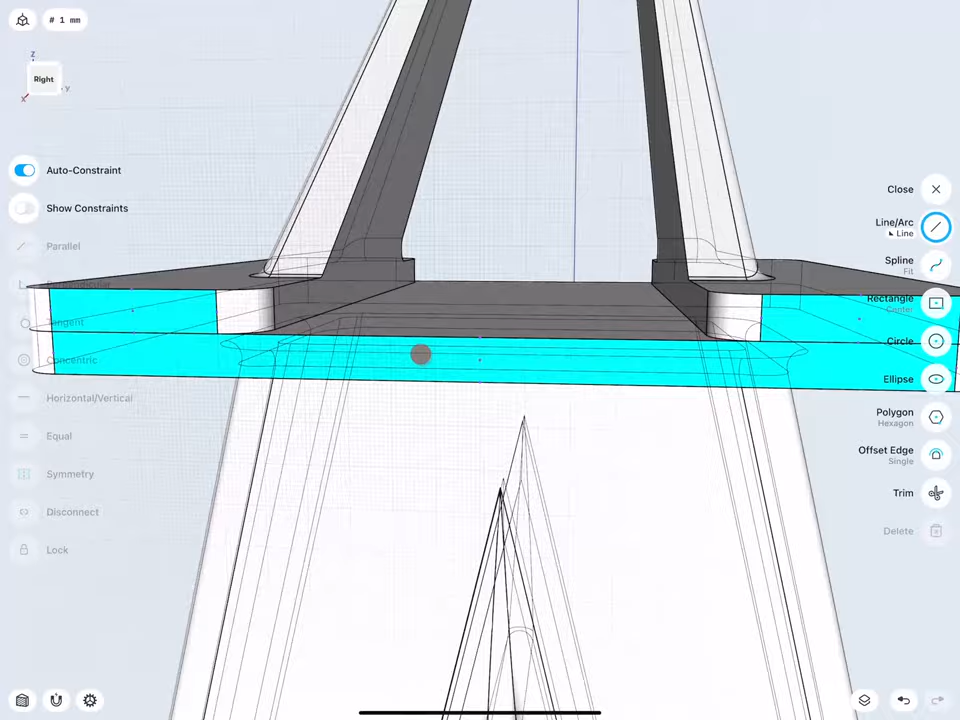 # 1 mm
Z
Right
Y
X
Auto-Constraint
Show Constraints
Parallel
Perpendicular
Tangent
Concentric
Horizontal/Vertical
Equal
Symmetry
Disconnect
Lock
Close
Line/Arc
Line
Spline
Fit
Rectangle
Center
Circle
Ellipse
Polygon
Hexagon
Offset Edge
Single
Trim
Delete